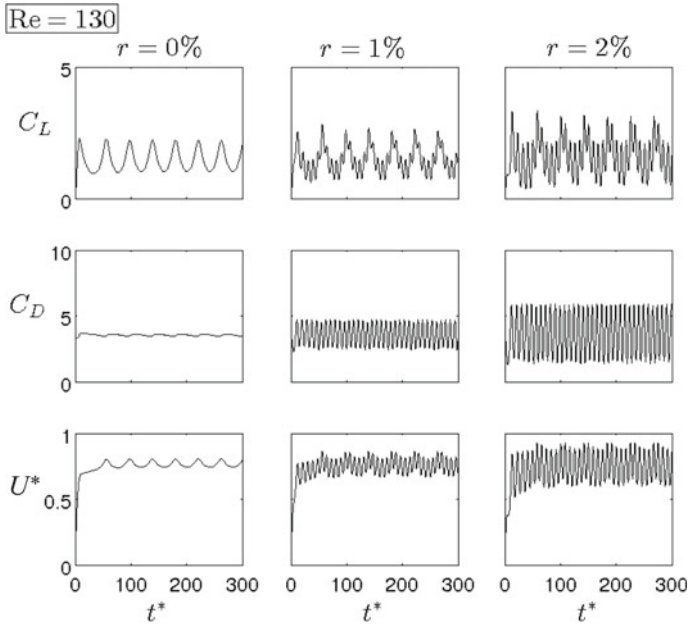 Re = 130
r = 0% r = 1% r = 2%
5
C_L
0
10
C_D 5
0
1
U* 0.5
0
0 100 200 300 0 100 200 300 0 100 200 300
t* t* t*